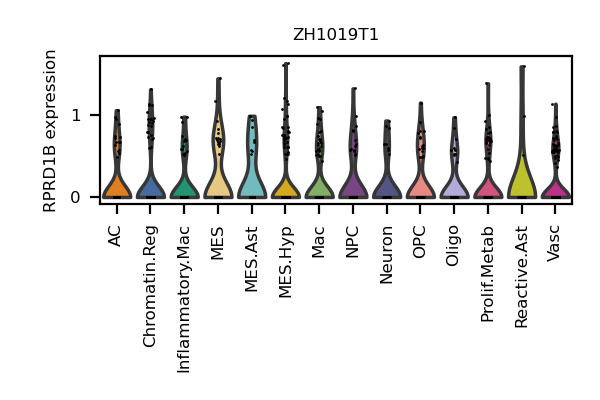 ZH1019T1
RPRD1B expression
1
0
AC
Chromatin.Reg
Inflammatory.Mac
MES
MES.Ast
MES.Hyp
Mac
NPC
Neuron
OPC
Oligo
Prolif.Metab
Reactive.Ast
Vasc